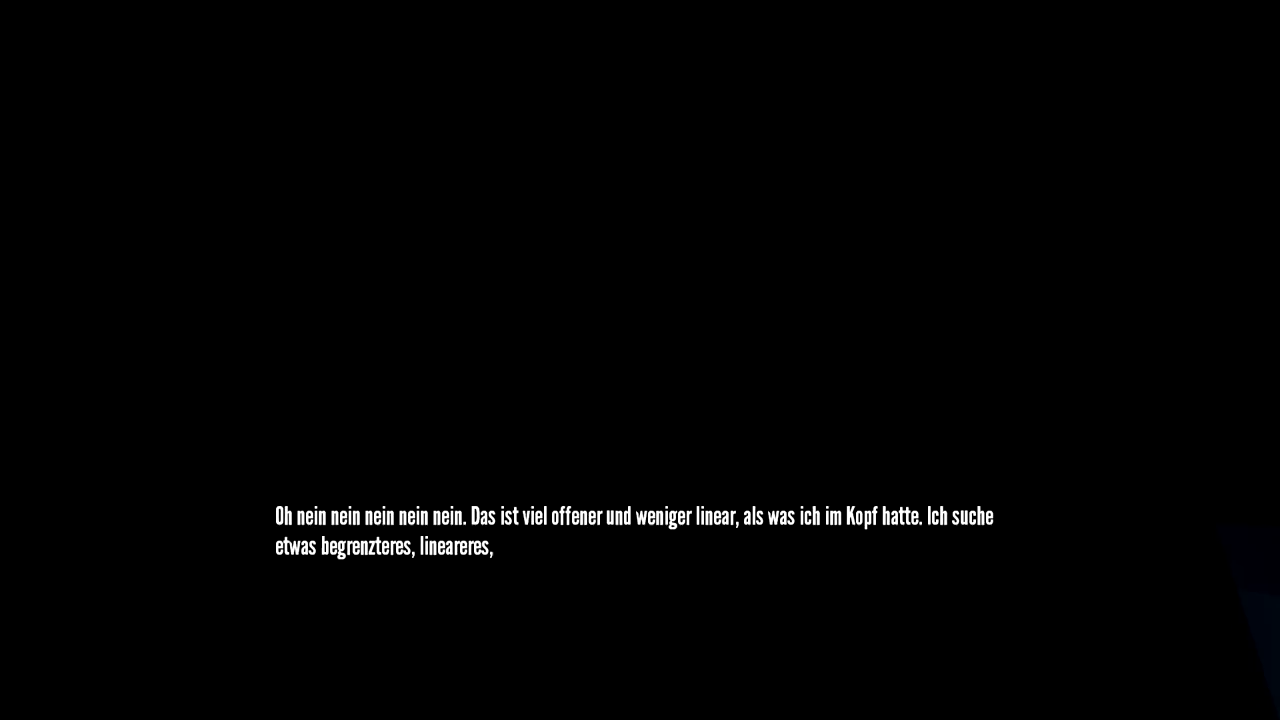 Oh nein nein nein nein nein. Das ist viel offener und weniger linear, als was ich im Kopf hatte. Ich suche
etwas begrenzteres, lineareres,